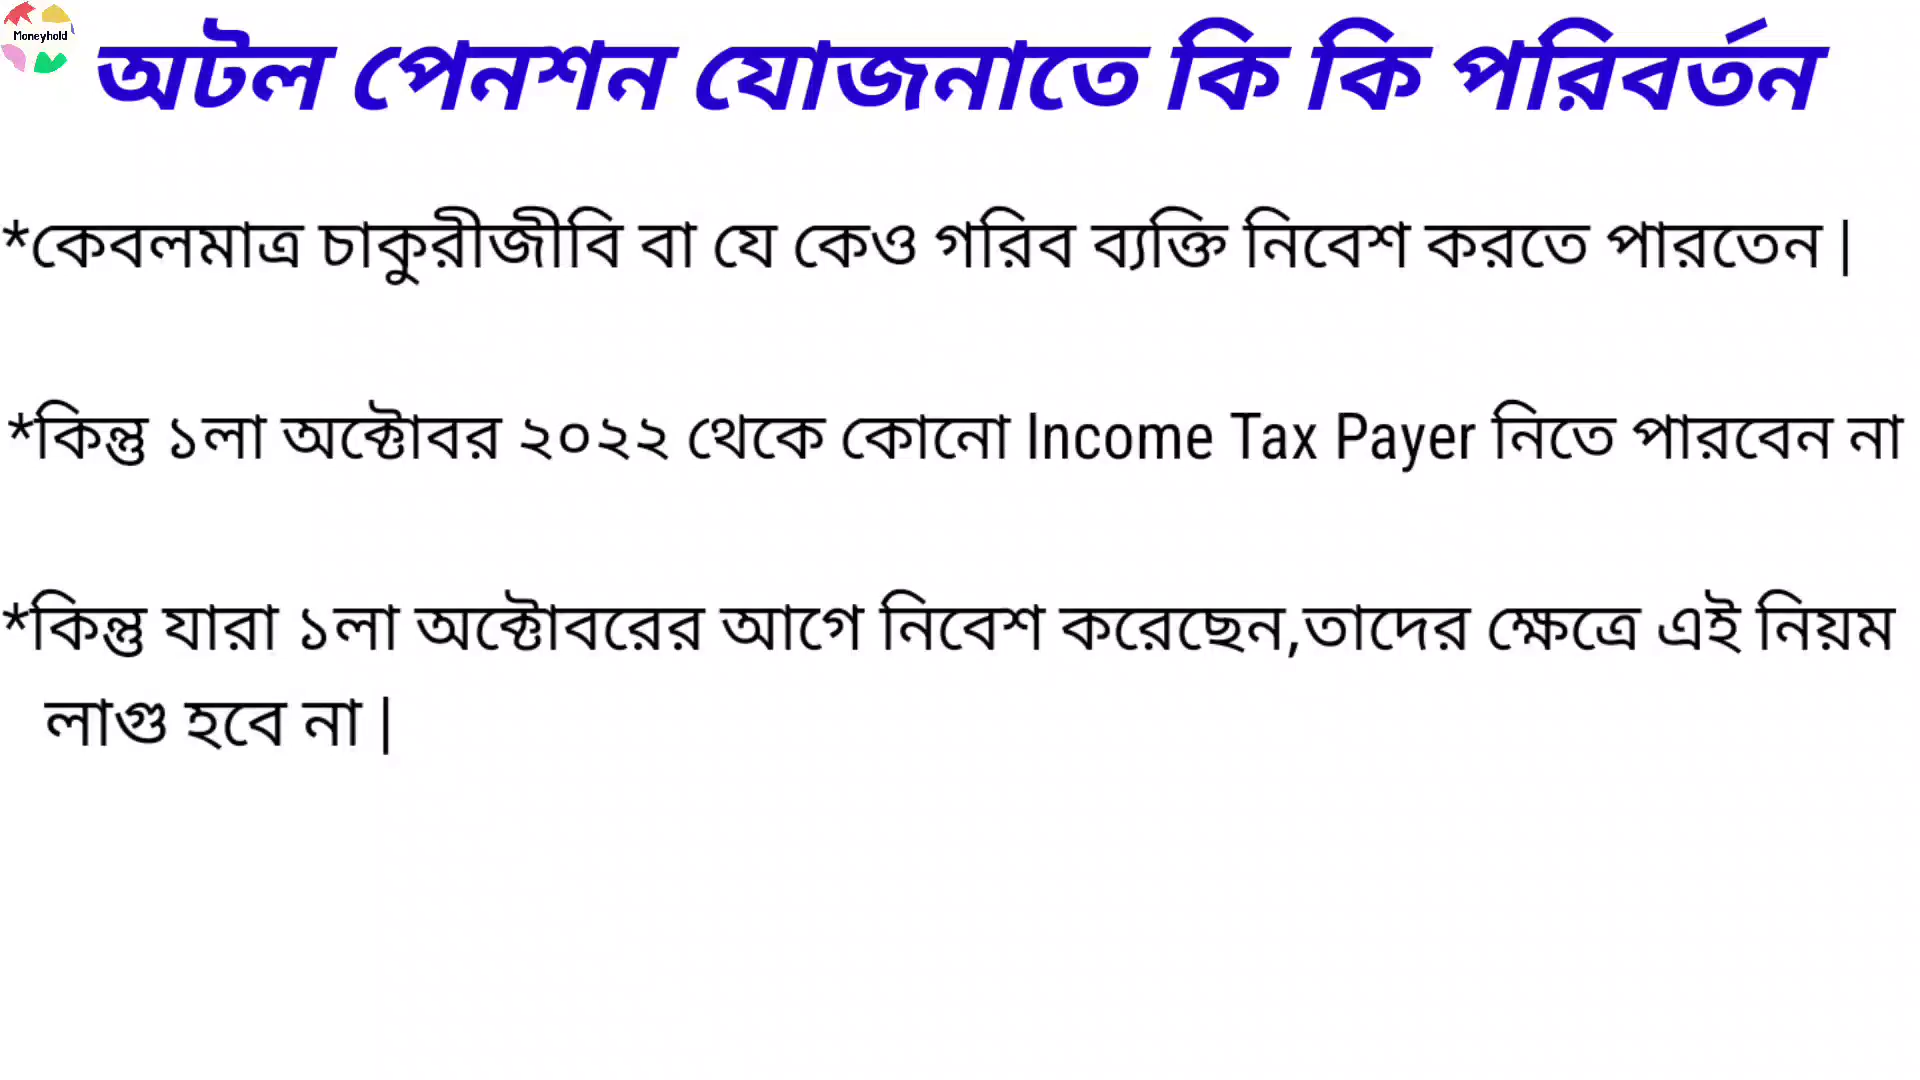 Moneyhold
অটল পেনশন যোজনাতে কি কি পরিবর্তন
*কেবলমাত্র চাকুরীজীবি বা যে কেও গরিব ব্যক্তি নিবেশ করতে পারতেন|
*কিন্তু ১লা অক্টোবর ২০২২ থেকে কোনো Income Tax Payer নিতে পারবেন না
*কিন্তু যারা ১লা অক্টোবরের আগে নিবেশ করেছেন,তাদের ক্ষেত্রে এই নিয়ম
লাগু হবে না|